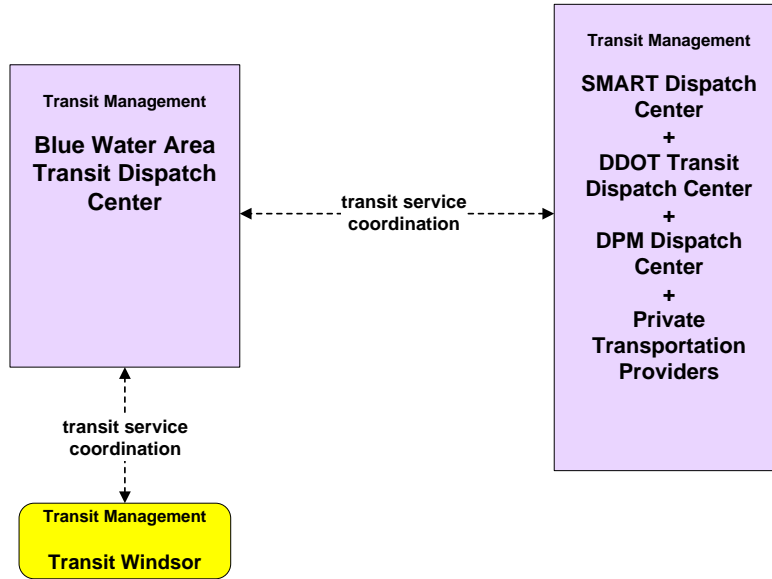 Transit Management
Blue Water Area
Transit Dispatch
Center
transit service
coordination
Transit Management
SMART Dispatch
Center
+
DDOT Transit
Dispatch Center
+
DPM Dispatch
Center
+
Private
Transportation
Providers
transit service
coordination
Transit Management
Transit Windsor